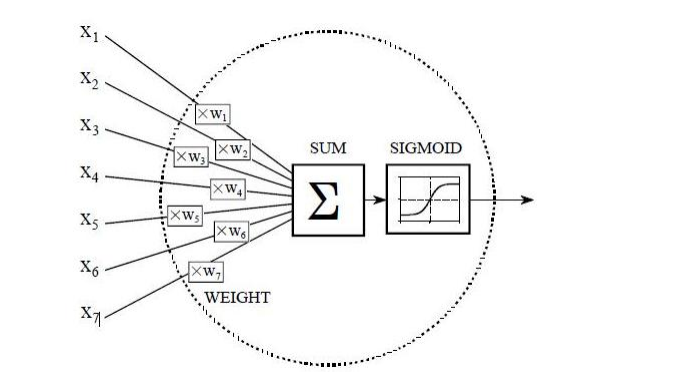 X₁
X₂
X₃
X₄
X₅
X₆
X₇
×w₁
×w₂
×w₃
×w₄
×w₅
×w₆
×w₇
WEIGHT
SUM
Σ
SIGMOID